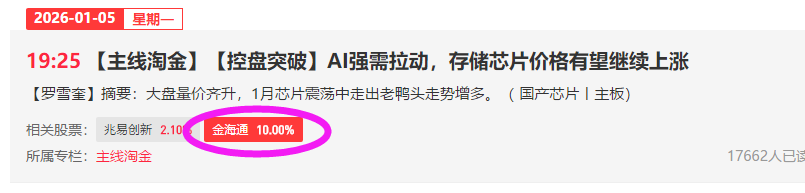 2026-01-05 星期一
19:25 【主线淘金】【控盘突破】AI强需拉动，存储芯片价格有望继续上涨
【罗雪奎】摘要：大盘量价齐升，1月芯片震荡中走出老鸭头走势增多。（ 国产芯片丨主板)
相关股票： 兆易创新 2.10% 金海通 10.00%
所属专栏：主线淘金 17662人已读